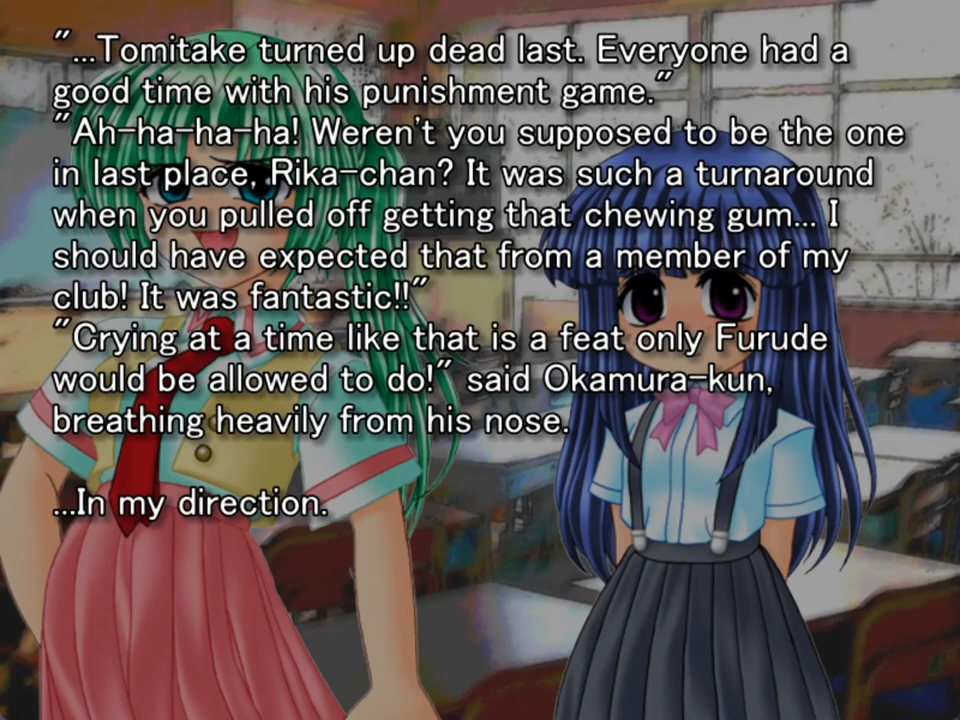 "...Tomitake turned up dead last. Everyone had a
good time with his punishment game."
"Ah-ha-ha-ha! Weren't you supposed to be the one
in last place, Rika-chan? It was such a turnaround
when you pulled off getting that chewing gum... I
should have expected that from a member of my
club! It was fantastic!!"
"Crying at a time like that is a feat only Furude
would be allowed to do!" said Okamura-kun,
breathing heavily from his nose.
...In my direction.